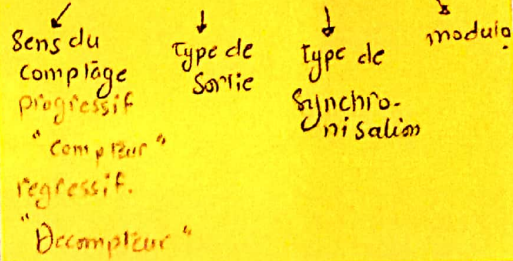 Sens du
Comptage
progressif
"Compteur"
regressif.
"Decompteur"
Type de
Sortie
type de
Synchro-
nisation
modulo